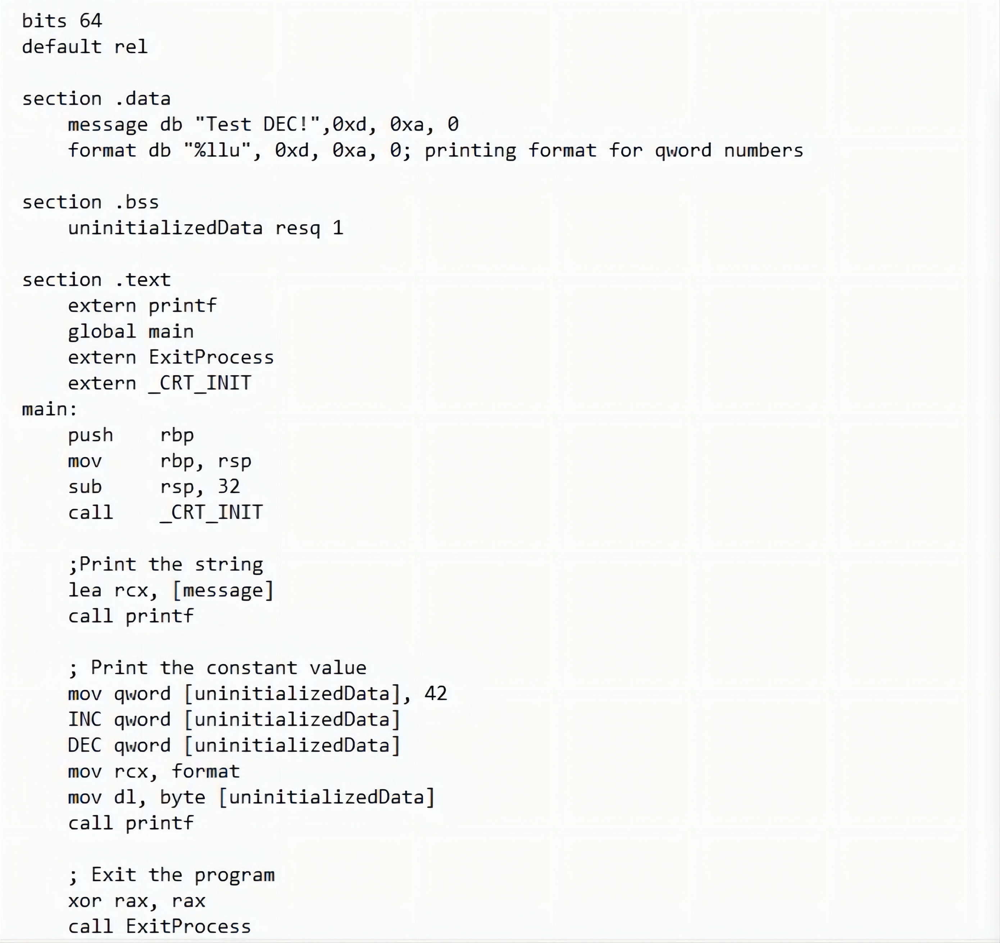 bits 64
default rel
section .data
message db "Test DEC!",0xd, 0xa, 0
format db "%llu", 0xd, 0xa, 0; printing format for qword numbers
section .bss
uninitializedData resq 1
section .text
extern printf
global main
extern ExitProcess
extern _CRT_INIT
main:
push    rbp
mov     rbp, rsp
sub     rsp, 32
call    _CRT_INIT
;Print the string
lea rcx, [message]
call printf
; Print the constant value
mov qword [uninitializedData], 42
INC qword [uninitializedData]
DEC qword [uninitializedData]
mov rcx, format
mov dl, byte [uninitializedData]
call printf
; Exit the program
xor rax, rax
call ExitProcess